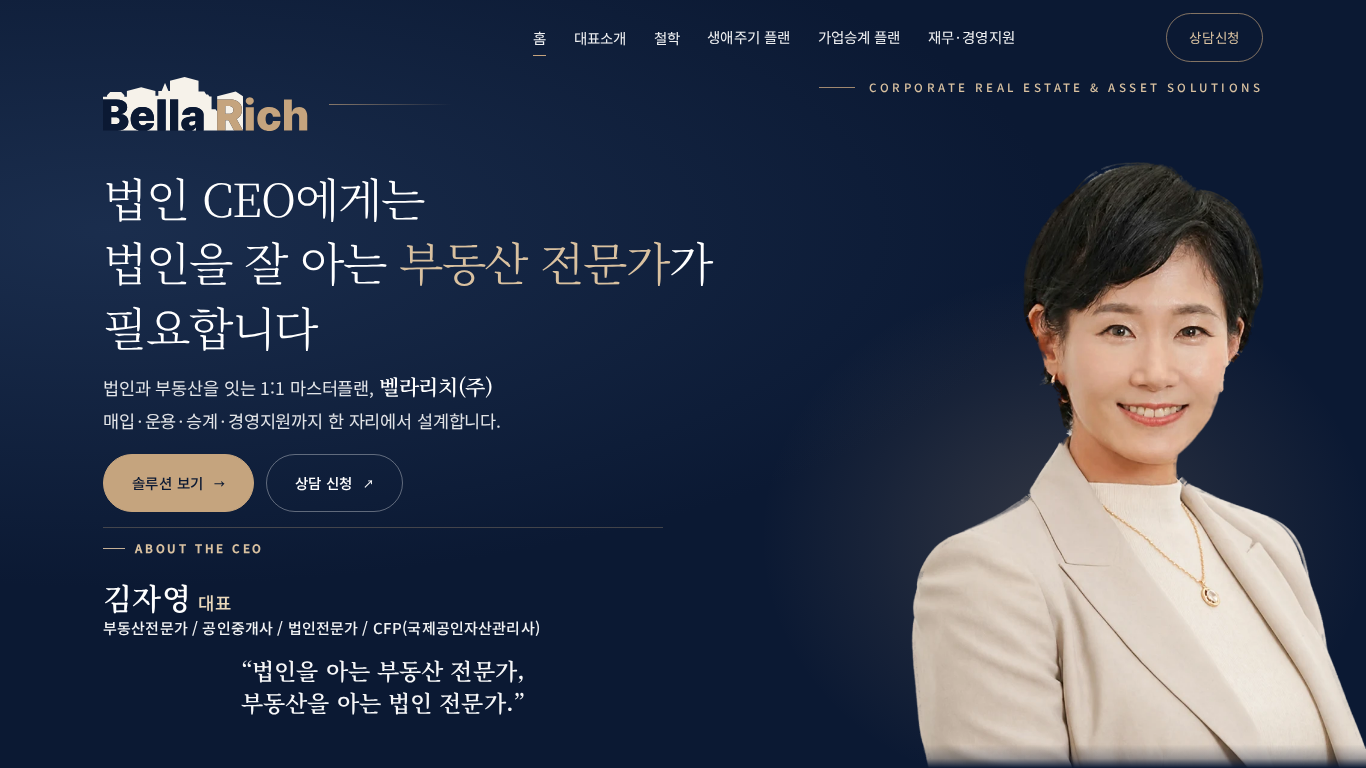 홈 대표소개 철학 생애주기 플랜 가업승계 플랜 재무·경영지원 상담신청
CORPORATE REAL ESTATE & ASSET SOLUTIONS
Bella Rich
법인 CEO에게는
법인을 잘 아는 부동산 전문가가
필요합니다
법인과 부동산을 잇는 1:1 마스터플랜, 벨라리치(주)
매입·운용·승계·경영지원까지 한 자리에서 설계합니다.
솔루션 보기 → 상담 신청 ↗
ABOUT THE CEO
김자영 대표
부동산전문가 / 공인중개사 / 법인전문가 / CFP(국제공인자산관리사)
“법인을 아는 부동산 전문가,
부동산을 아는 법인 전문가.”